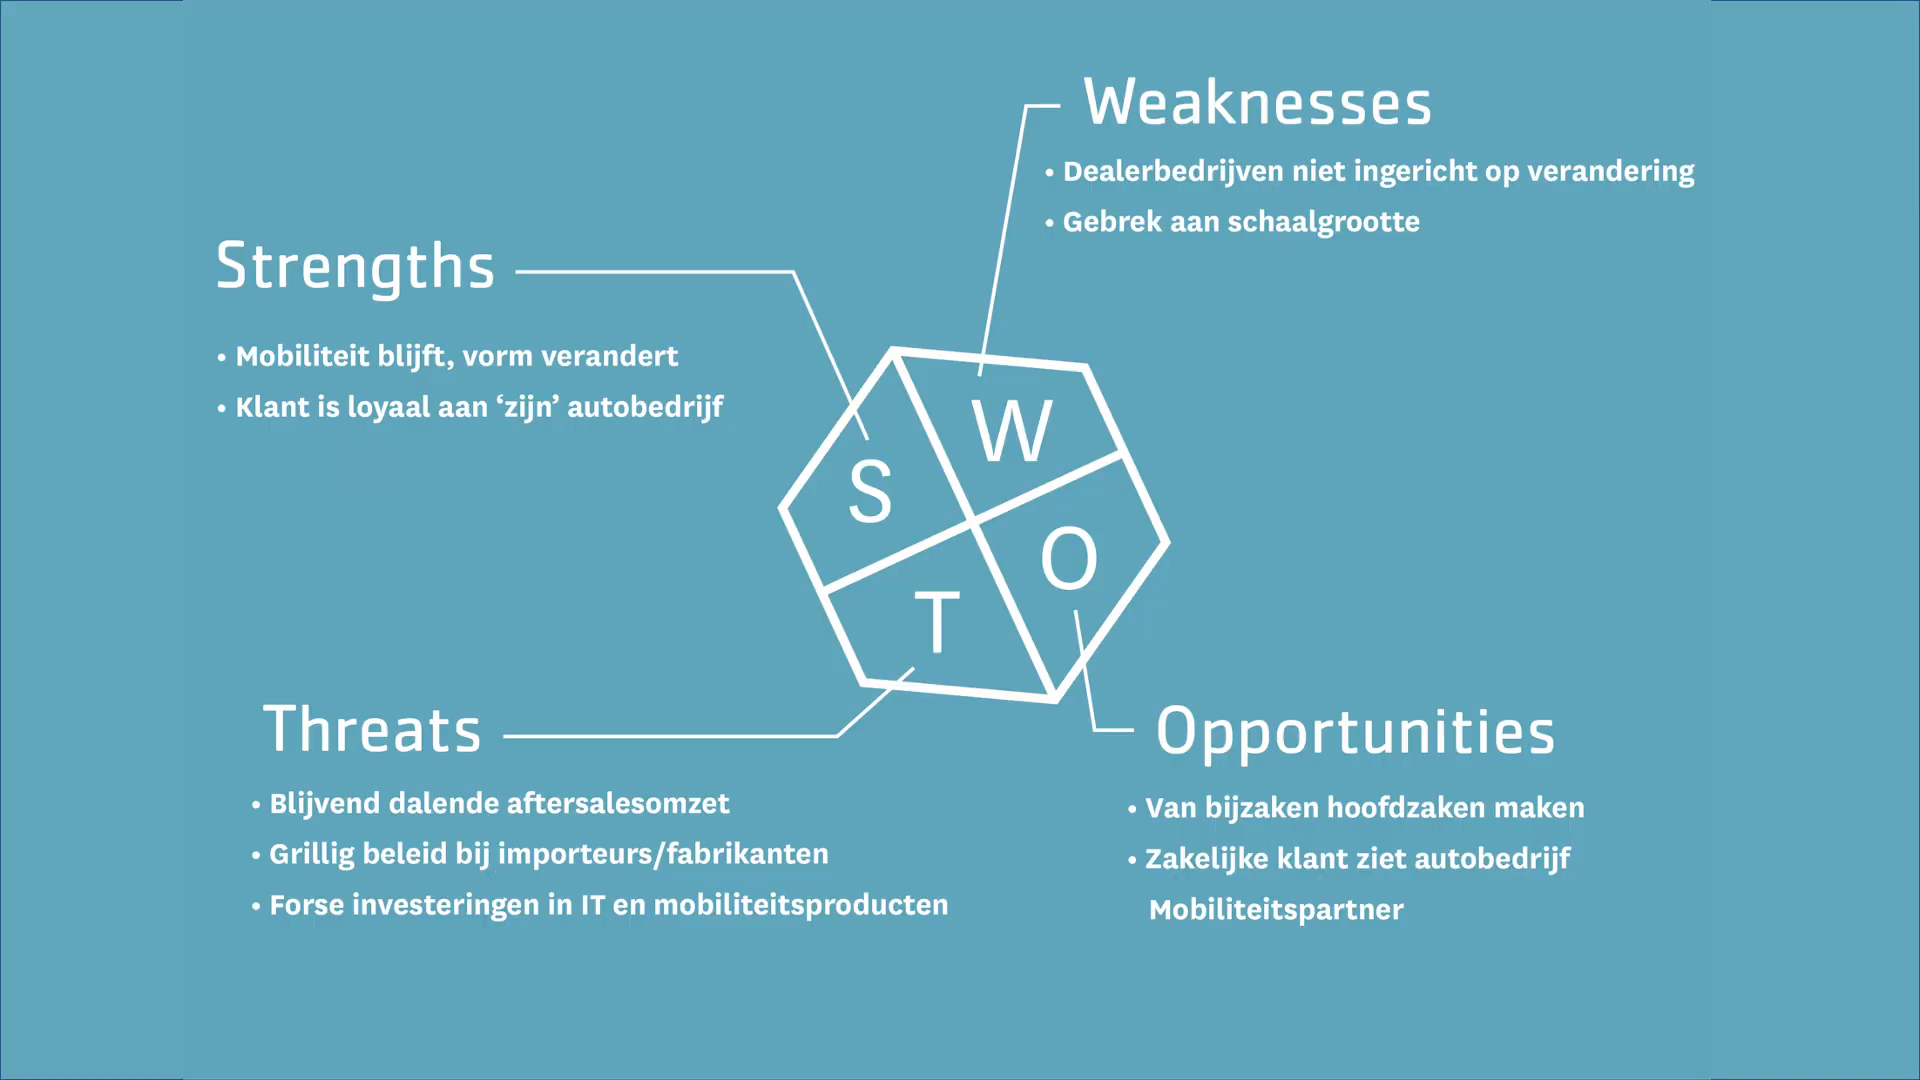 Strengths
• Mobiliteit blijft, vorm verandert
• Klant is loyaal aan ‘zijn’ autobedrijf
Weaknesses
• Dealerbedrijven niet ingericht op verandering
• Gebrek aan schaalgrootte
S
W
O
T
Threats
• Blijvend dalende aftersalesomzet
• Grillig beleid bij importeurs/fabrikanten
• Forse investeringen in IT en mobiliteitsproducten
Opportunities
• Van bijzaken hoofdzaken maken
• Zakelijke klant ziet autobedrijf
Mobiliteitspartner